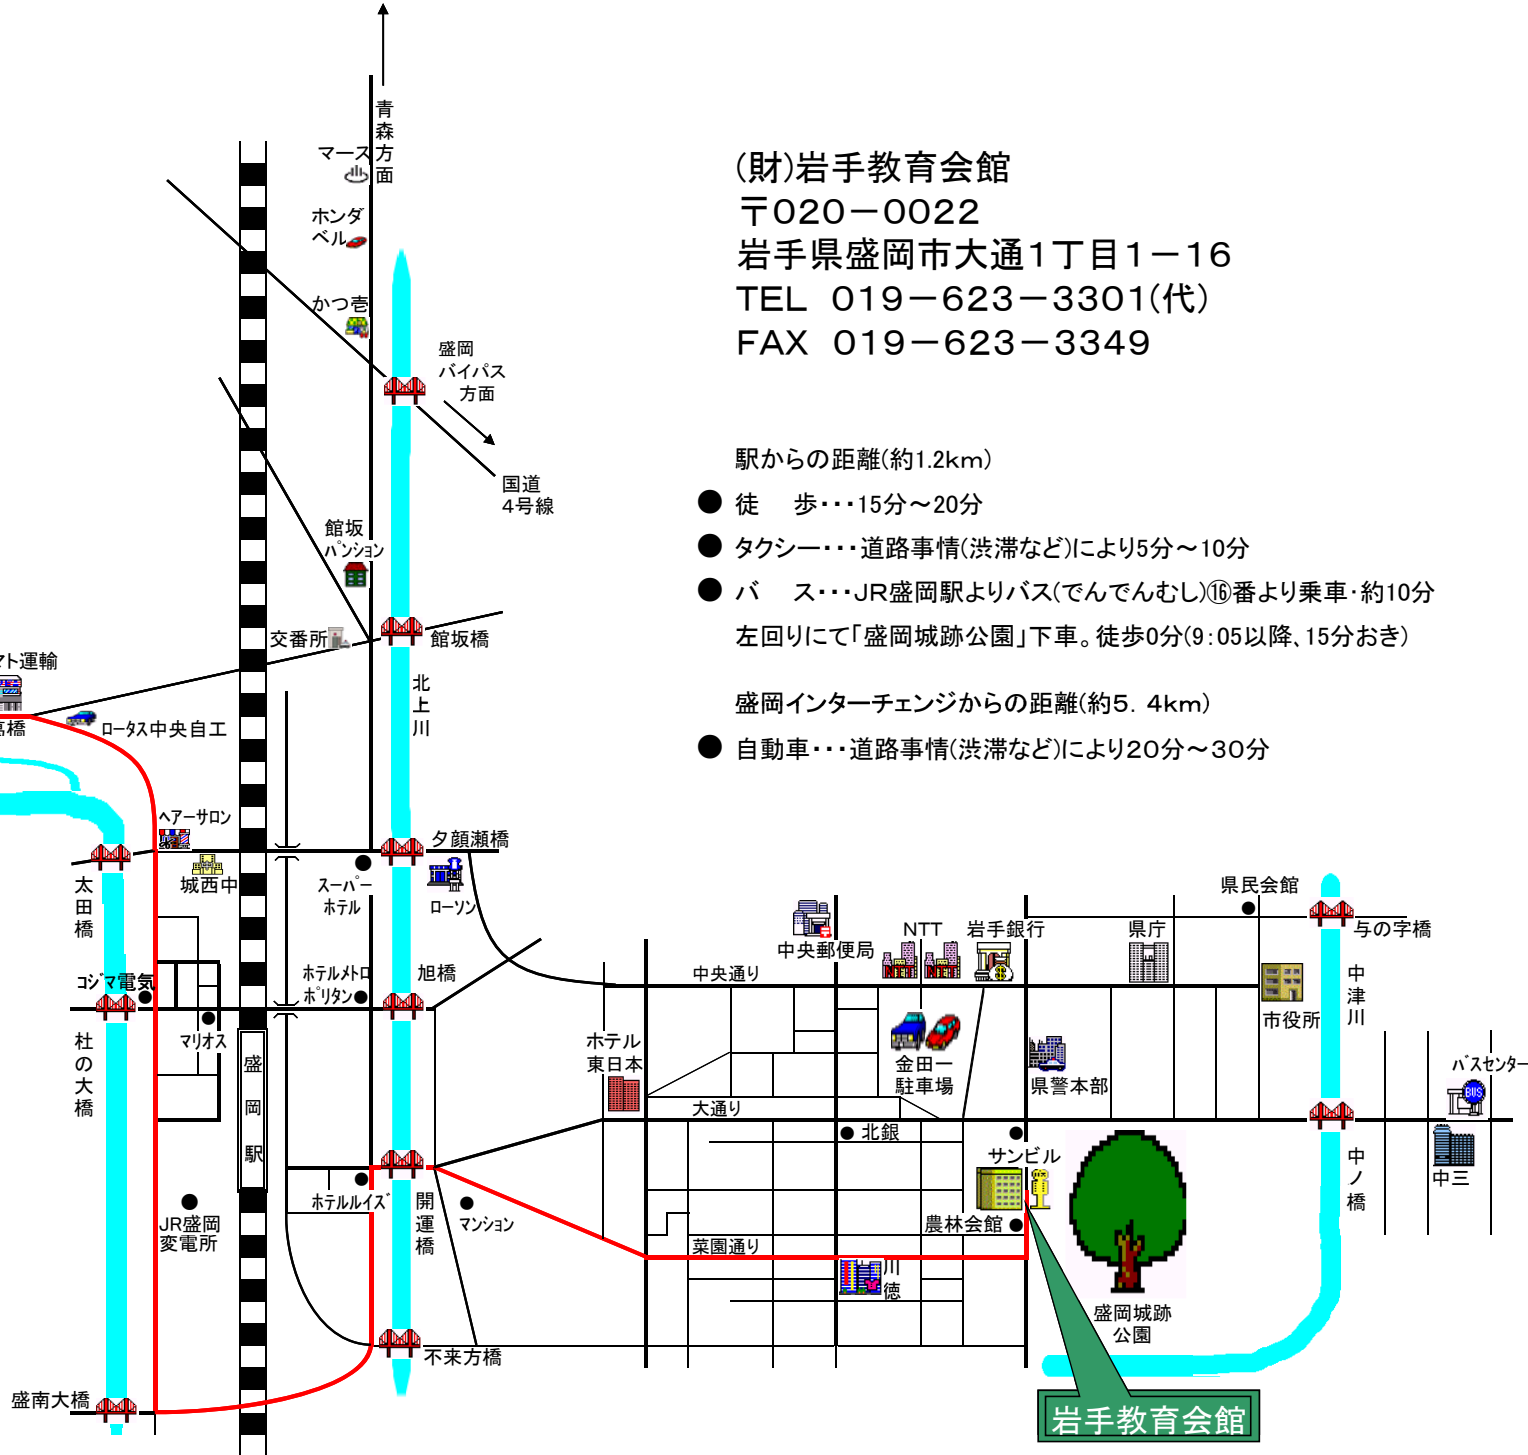 青森方面
マース
ホンダ
ベル
かつ壱
盛岡
バイパス
方面
国道
4号線
館坂
パンション
交番所
館坂橋
北上川
(財)岩手教育会館
〒020－0022
岩手県盛岡市大通1丁目1－16
TEL 019－623－3301(代)
FAX 019－623－3349
駅からの距離(約1.2km)
● 徒 歩・・・15分～20分
● タクシー・・・道路事情(渋滞など)により5分～10分
● バ ス・・・JR盛岡駅よりバス(でんでんむし)⑯番より乗車・約10分
左回りにて「盛岡城跡公園」下車。徒歩0分(9:05以降、15分おき)
盛岡インターチェンジからの距離(約5.4km)
● 自動車・・・道路事情(渋滞など)により20分～30分
マト運輸
橋
ロータス中央自工
ヘアーサロン
城西中
太田橋
スーパー
ホテル
夕顔瀬橋
ローソン
コジマ電気
マリオス
杜の大橋
ホテルメトロ
ポリタン
旭橋
盛岡駅
JR盛岡
変電所
ホテルルイズ
開運橋
マンション
不来方橋
盛南大橋
中央郵便局
NTT
岩手銀行
県庁
県民会館
与の字橋
中津川
市役所
中央通り
ホテル
東日本
NTT
NTT
金田一
駐車場
県警本部
大通り
北銀
サンビル
農林会館
菜園通り
川徳
盛岡城跡
公園
中ノ橋
バスセンター
BUS
中三
岩手教育会館